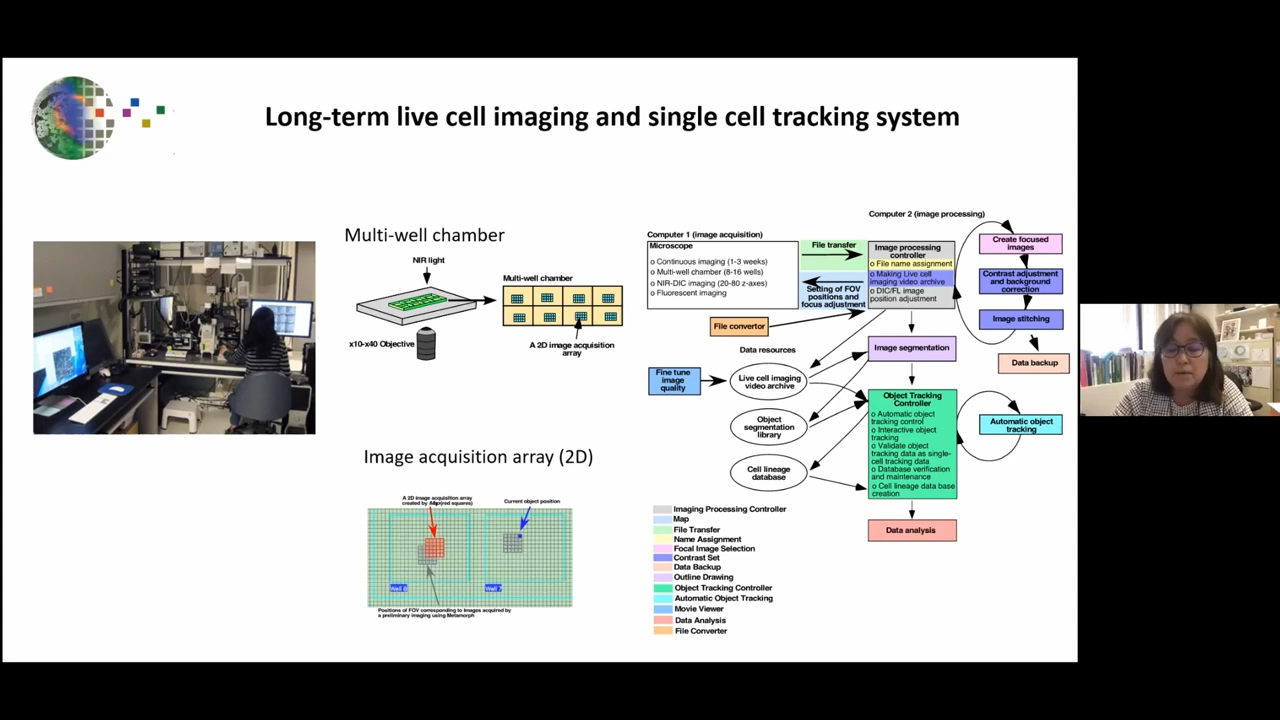 Long-term live cell imaging and single cell tracking system
Multi-well chamber
NIR light
x10-x40 Objective
Multi-well chamber
A 2D image acquisition
array
Image acquisition array (2D)
A 2D image acquisition array
created by (red squares)
Current object position
Well
Well
Positions of FOV corresponding to Images acquired by
a preliminary imaging using Metamorph
Computer 1 (image acquisition)
Microscope
o Continuous imaging (1-3 weeks)
o Multi-well chamber (8-16 wells)
o NIR-DIC imaging (20-80 z-axes)
o Fluorescent imaging
File transfer
Setting of FOV
positions and
focus adjustment
Computer 2 (image processing)
Image processing
controller
o File name assignment
o Making Live cell
imaging video archive
o DIC/FL image
position adjustment
Create focused
images
Contrast adjustment
and background
correction
Image stitching
Data backup
File convertor
Data resources
Fine tune
image
quality
Live cell imaging
video archive
Object
segmentation
library
Cell lineage
database
Image segmentation
Object Tracking
Controller
o Automatic object
tracking control
o Interactive object
tracking
o Validate object
tracking data as single-
cell tracking data
o Database verification
and maintenance
o Cell lineage data base
creation
Automatic object
tracking
Data analysis
Imaging Processing Controller
Map
File Transfer
Name Assignment
Focal Image Selection
Contrast Set
Data Backup
Outline Drawing
Object Tracking Controller
Automatic Object Tracking
Movie Viewer
Data Analysis
File Converter